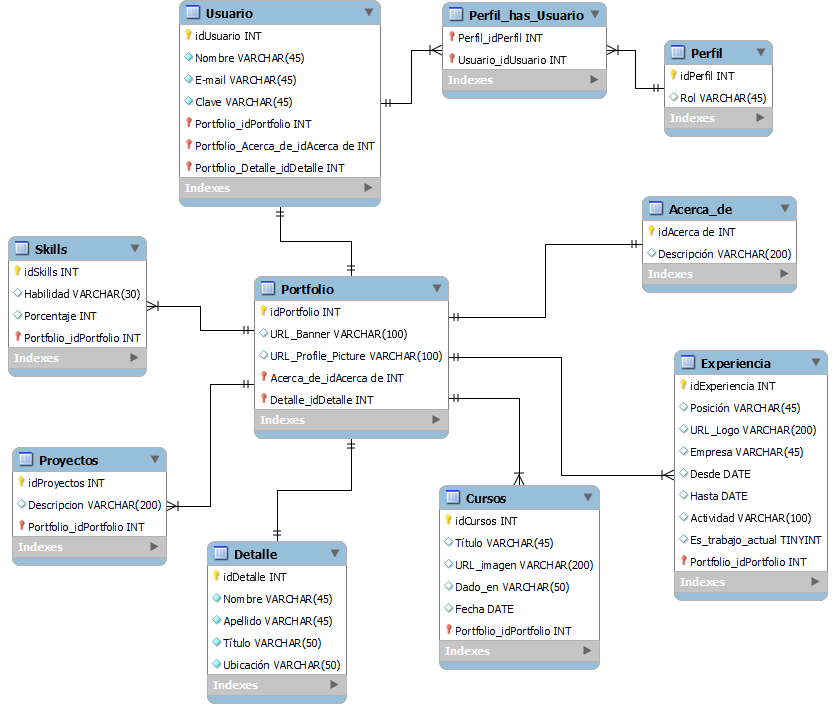 Usuario
idUsuario INT
Nombre VARCHAR(45)
E-mail VARCHAR(45)
Clave VARCHAR(45)
Portfolio_idPortfolio INT
Portfolio_Acerca_de_idAcerca de INT
Portfolio_Detalle_idDetalle INT
Indexes
Perfil_has_Usuario
Perfil_idPerfil INT
Usuario_idUsuario INT
Indexes
Perfil
idPerfil INT
Rol VARCHAR(45)
Indexes
Acerca_de
idAcerca de INT
Descripción VARCHAR(200)
Indexes
Skills
idSkills INT
Habilidad VARCHAR(30)
Porcentaje INT
Portfolio_idPortfolio INT
Indexes
Portfolio
idPortfolio INT
URL_Banner VARCHAR(100)
URL_Profile_Picture VARCHAR(100)
Acerca_de_idAcerca de INT
Detalle_idDetalle INT
Indexes
Experiencia
idExperiencia INT
Posición VARCHAR(45)
URL_Logo VARCHAR(200)
Empresa VARCHAR(45)
Desde DATE
Hasta DATE
Actividad VARCHAR(100)
Es_trabajo_actual TINYINT
Portfolio_idPortfolio INT
Indexes
Proyectos
idProyectos INT
Descripcion VARCHAR(200)
Portfolio_idPortfolio INT
Indexes
Detalle
idDetalle INT
Nombre VARCHAR(45)
Apellido VARCHAR(45)
Título VARCHAR(50)
Ubicación VARCHAR(50)
Indexes
Cursos
idCursos INT
Título VARCHAR(45)
URL_imagen VARCHAR(200)
Dado_en VARCHAR(50)
Fecha DATE
Portfolio_idPortfolio INT
Indexes